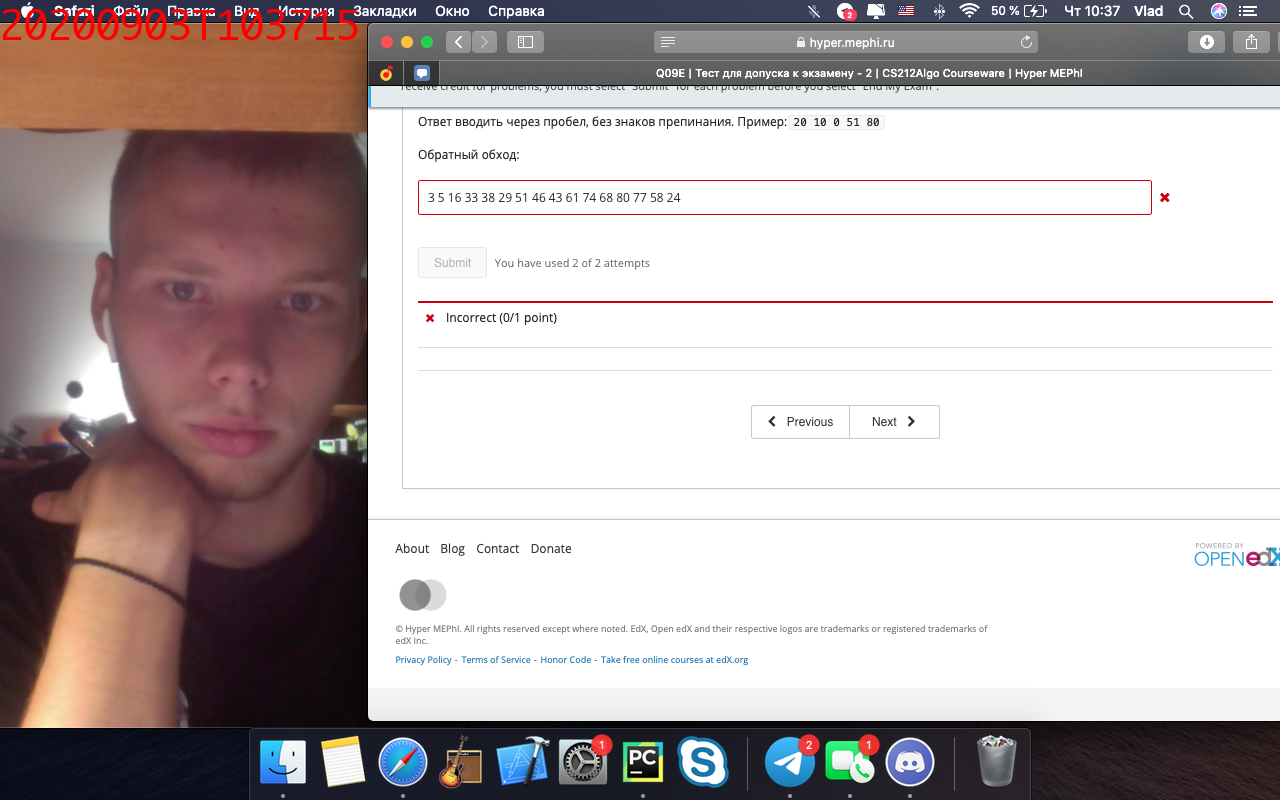 20200903T103715
Safari Файл Правка Вид История Закладки Окно Справка
2 50 % Чт 10:37 Vlad
hyper.mephi.ru
Q09E | Тест для допуска к экзамену - 2 | CS212Algo Courseware | Hyper MEPhI
receive credit for problems, you must select "Submit" for each problem before you select "End My Exam".
Ответ вводить через пробел, без знаков препинания. Пример: 20 10 0 51 80
Обратный обход:
3 5 16 33 38 29 51 46 43 61 74 68 80 77 58 24
Submit You have used 2 of 2 attempts
Incorrect (0/1 point)
Previous Next
About Blog Contact Donate
POWERED BY
OPEN edX
© Hyper MEPhI. All rights reserved except where noted. EdX, Open edX and their respective logos are trademarks or registered trademarks of
edX Inc.
Privacy Policy - Terms of Service - Honor Code - Take free online courses at edX.org
1 PC 2 1